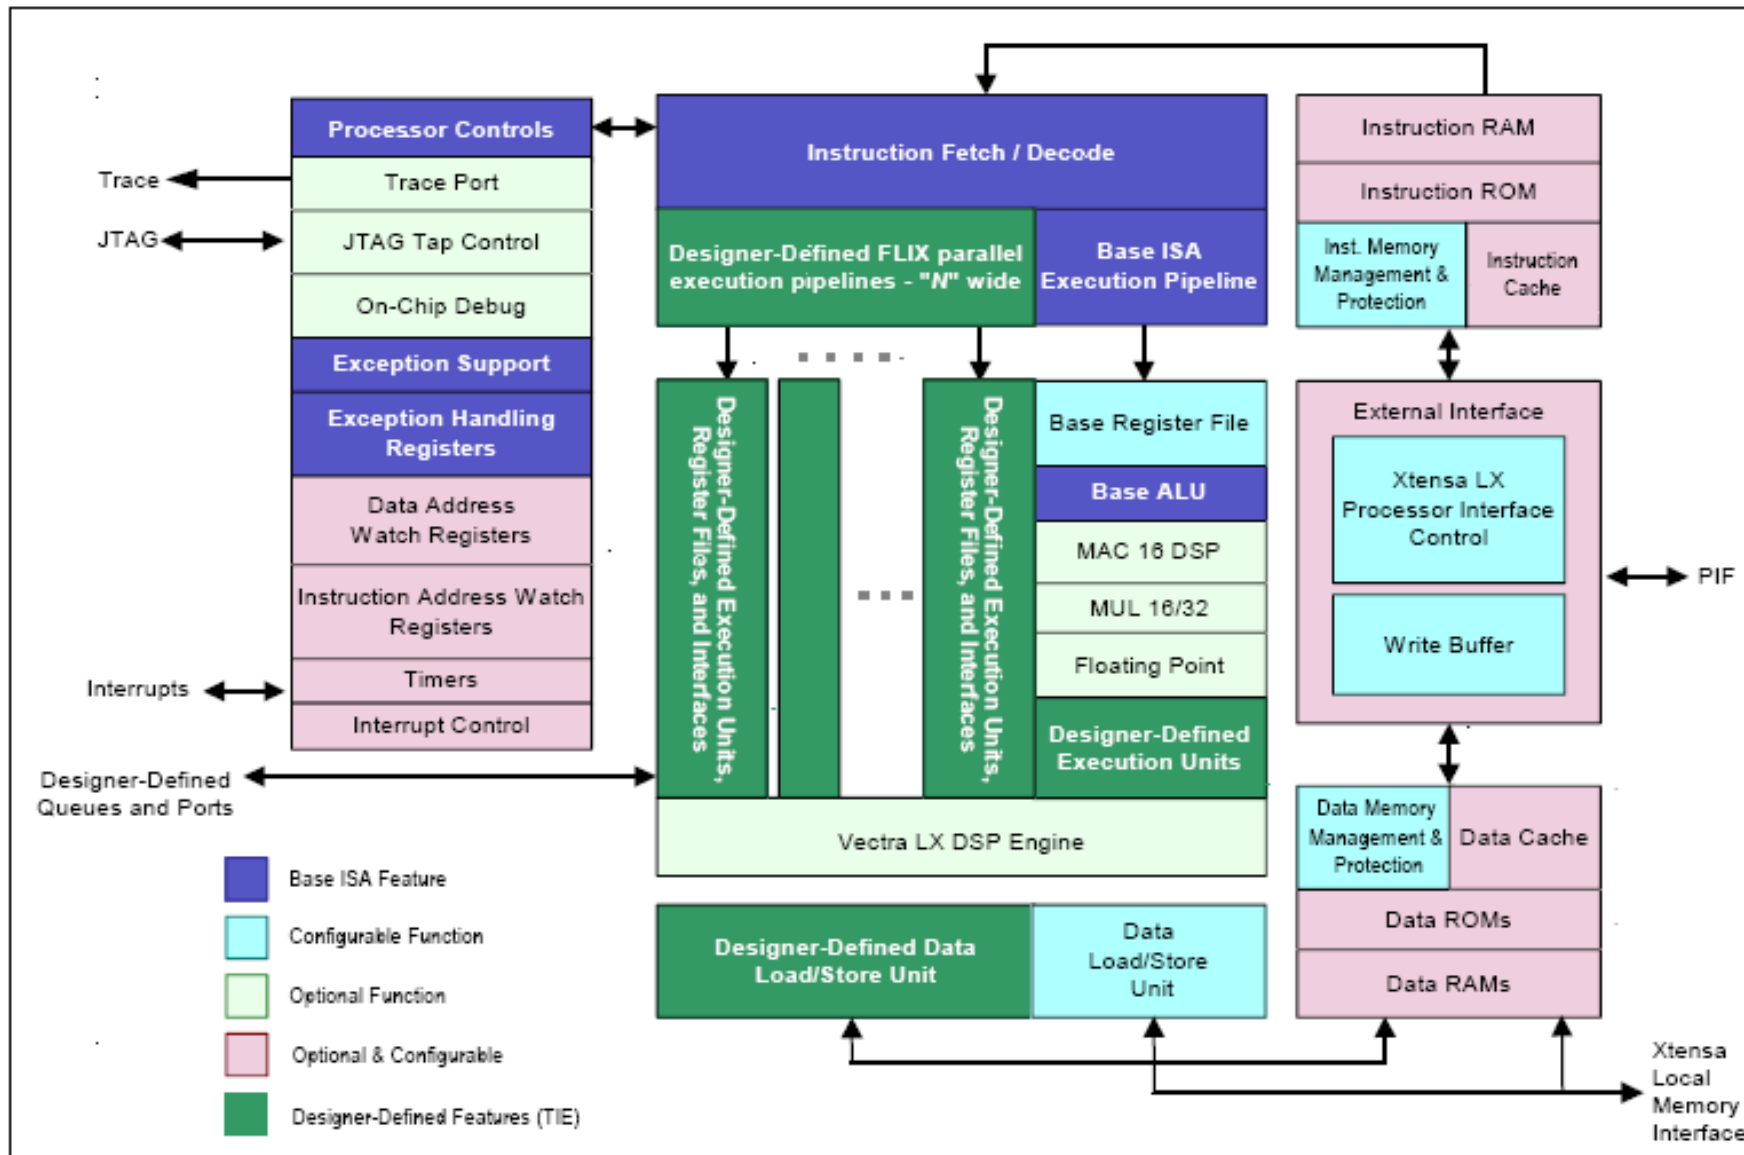 Processor Controls
Trace Port
JTAG Tap Control
On-Chip Debug
Exception Support
Exception Handling
Registers
Data Address
Watch Registers
Instruction Address Watch
Registers
Timers
Interrupt Control
Trace
JTAG
Interrupts
Designer-Defined
Queues and Ports
Instruction Fetch / Decode
Designer-Defined FLIX parallel
execution pipelines - "N" wide
Base ISA
Execution Pipeline
Designer-Defined Execution Units,
Register Files, and Interfaces
Designer-Defined Execution Units,
Register Files, and Interfaces
Base Register File
Base ALU
MAC 16 DSP
MUL 16/32
Floating Point
Designer-Defined
Execution Units
Vectra LX DSP Engine
Designer-Defined Data
Load/Store Unit
Data
Load/Store
Unit
Instruction RAM
Instruction ROM
Inst. Memory
Management &
Protection
Instruction
Cache
External Interface
Xtensa LX
Processor Interface
Control
Write Buffer
PIF
Data Memory
Management &
Protection
Data Cache
Data ROMs
Data RAMs
Xtensa
Local
Memory
Interface
Base ISA Feature
Configurable Function
Optional Function
Optional & Configurable
Designer-Defined Features (TIE)